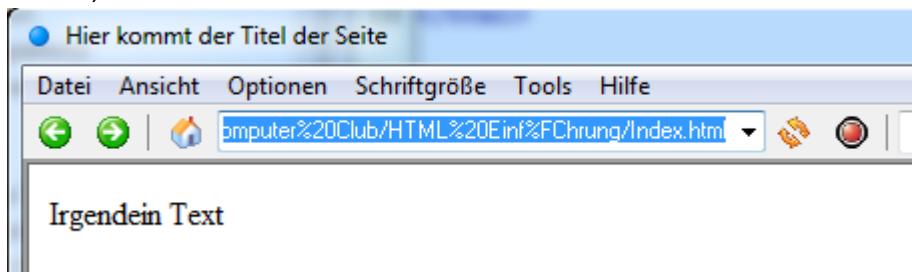 Hier kommt der Titel der Seite
Datei Ansicht Optionen Schriftgröße Tools Hilfe
omputer%20Club/HTML%20Einf%FChrung/Index.html
Irgendein Text